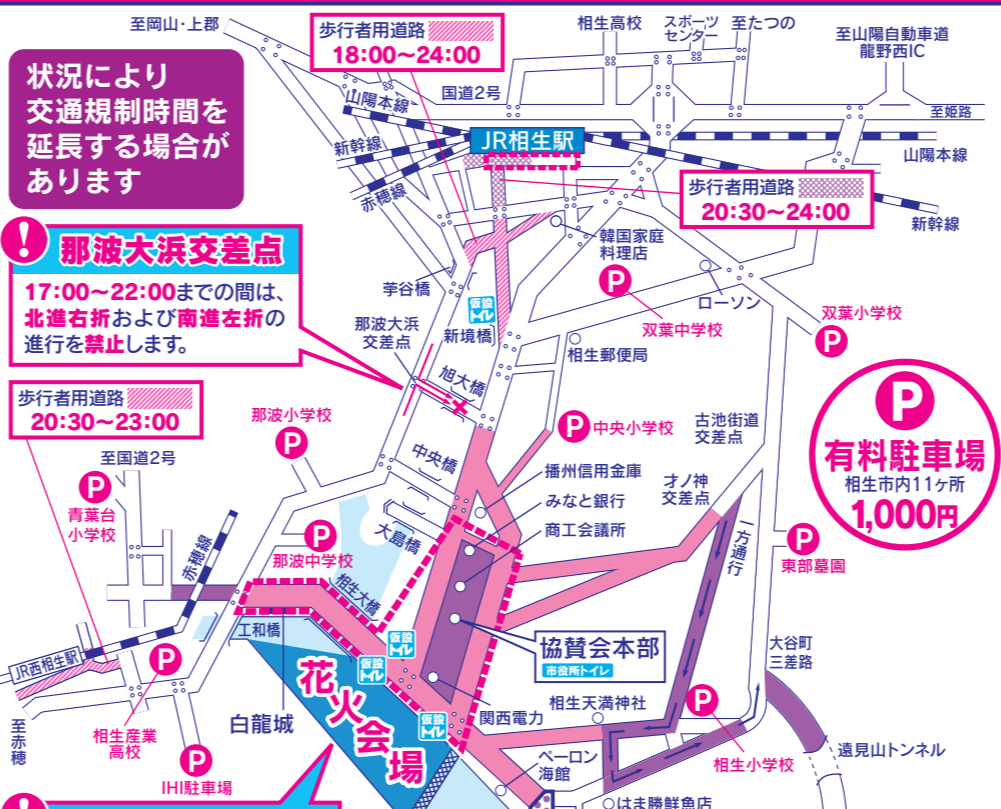 至岡山･上郡
歩行者用道路
18:00〜24:00
相生高校
スポーツ
センター
至たつの
至山陽自動車道
龍野西IC
状況により
交通規制時間を
延長する場合が
あります
国道2号
至姫路
山陽本線
JR相生駅
新幹線
山陽本線
赤穂線
歩行者用道路
20:30〜24:00
新幹線
! 那波大浜交差点
17:00〜22:00までの間は、
北進右折および南進左折の
進行を禁止します。
韓国家庭
料理店
苧谷橋
P
双葉中学校
ローソン
双葉小学校
P
仮設
トイレ
新境橋
那波大浜
交差点
相生郵便局
旭大橋
P
有料駐車場
相生市内11ヶ所
1,000円
歩行者用道路
20:30〜23:00
那波小学校
P
P 中央小学校
古池街道
交差点
至国道2号
中央橋
播州信用金庫
才ノ神
交差点
P
青葉台
小学校
みなと銀行
大島橋
商工会議所
一方通行
赤穂線
P
那波中学校
P
東部墓園
相生大橋
工和橋
仮設
トイレ
協賛会本部
市役所トイレ
大谷町
三差路
JR西相生駅
P
仮設
トイレ
花火会場
白龍城
相生天満神社
P
関西電力
仮設
トイレ
至赤穂
相生産業
高校
P
IHI駐車場
ペーロン
海館
相生小学校
遠見山トンネル
!
はま勝鮮魚店